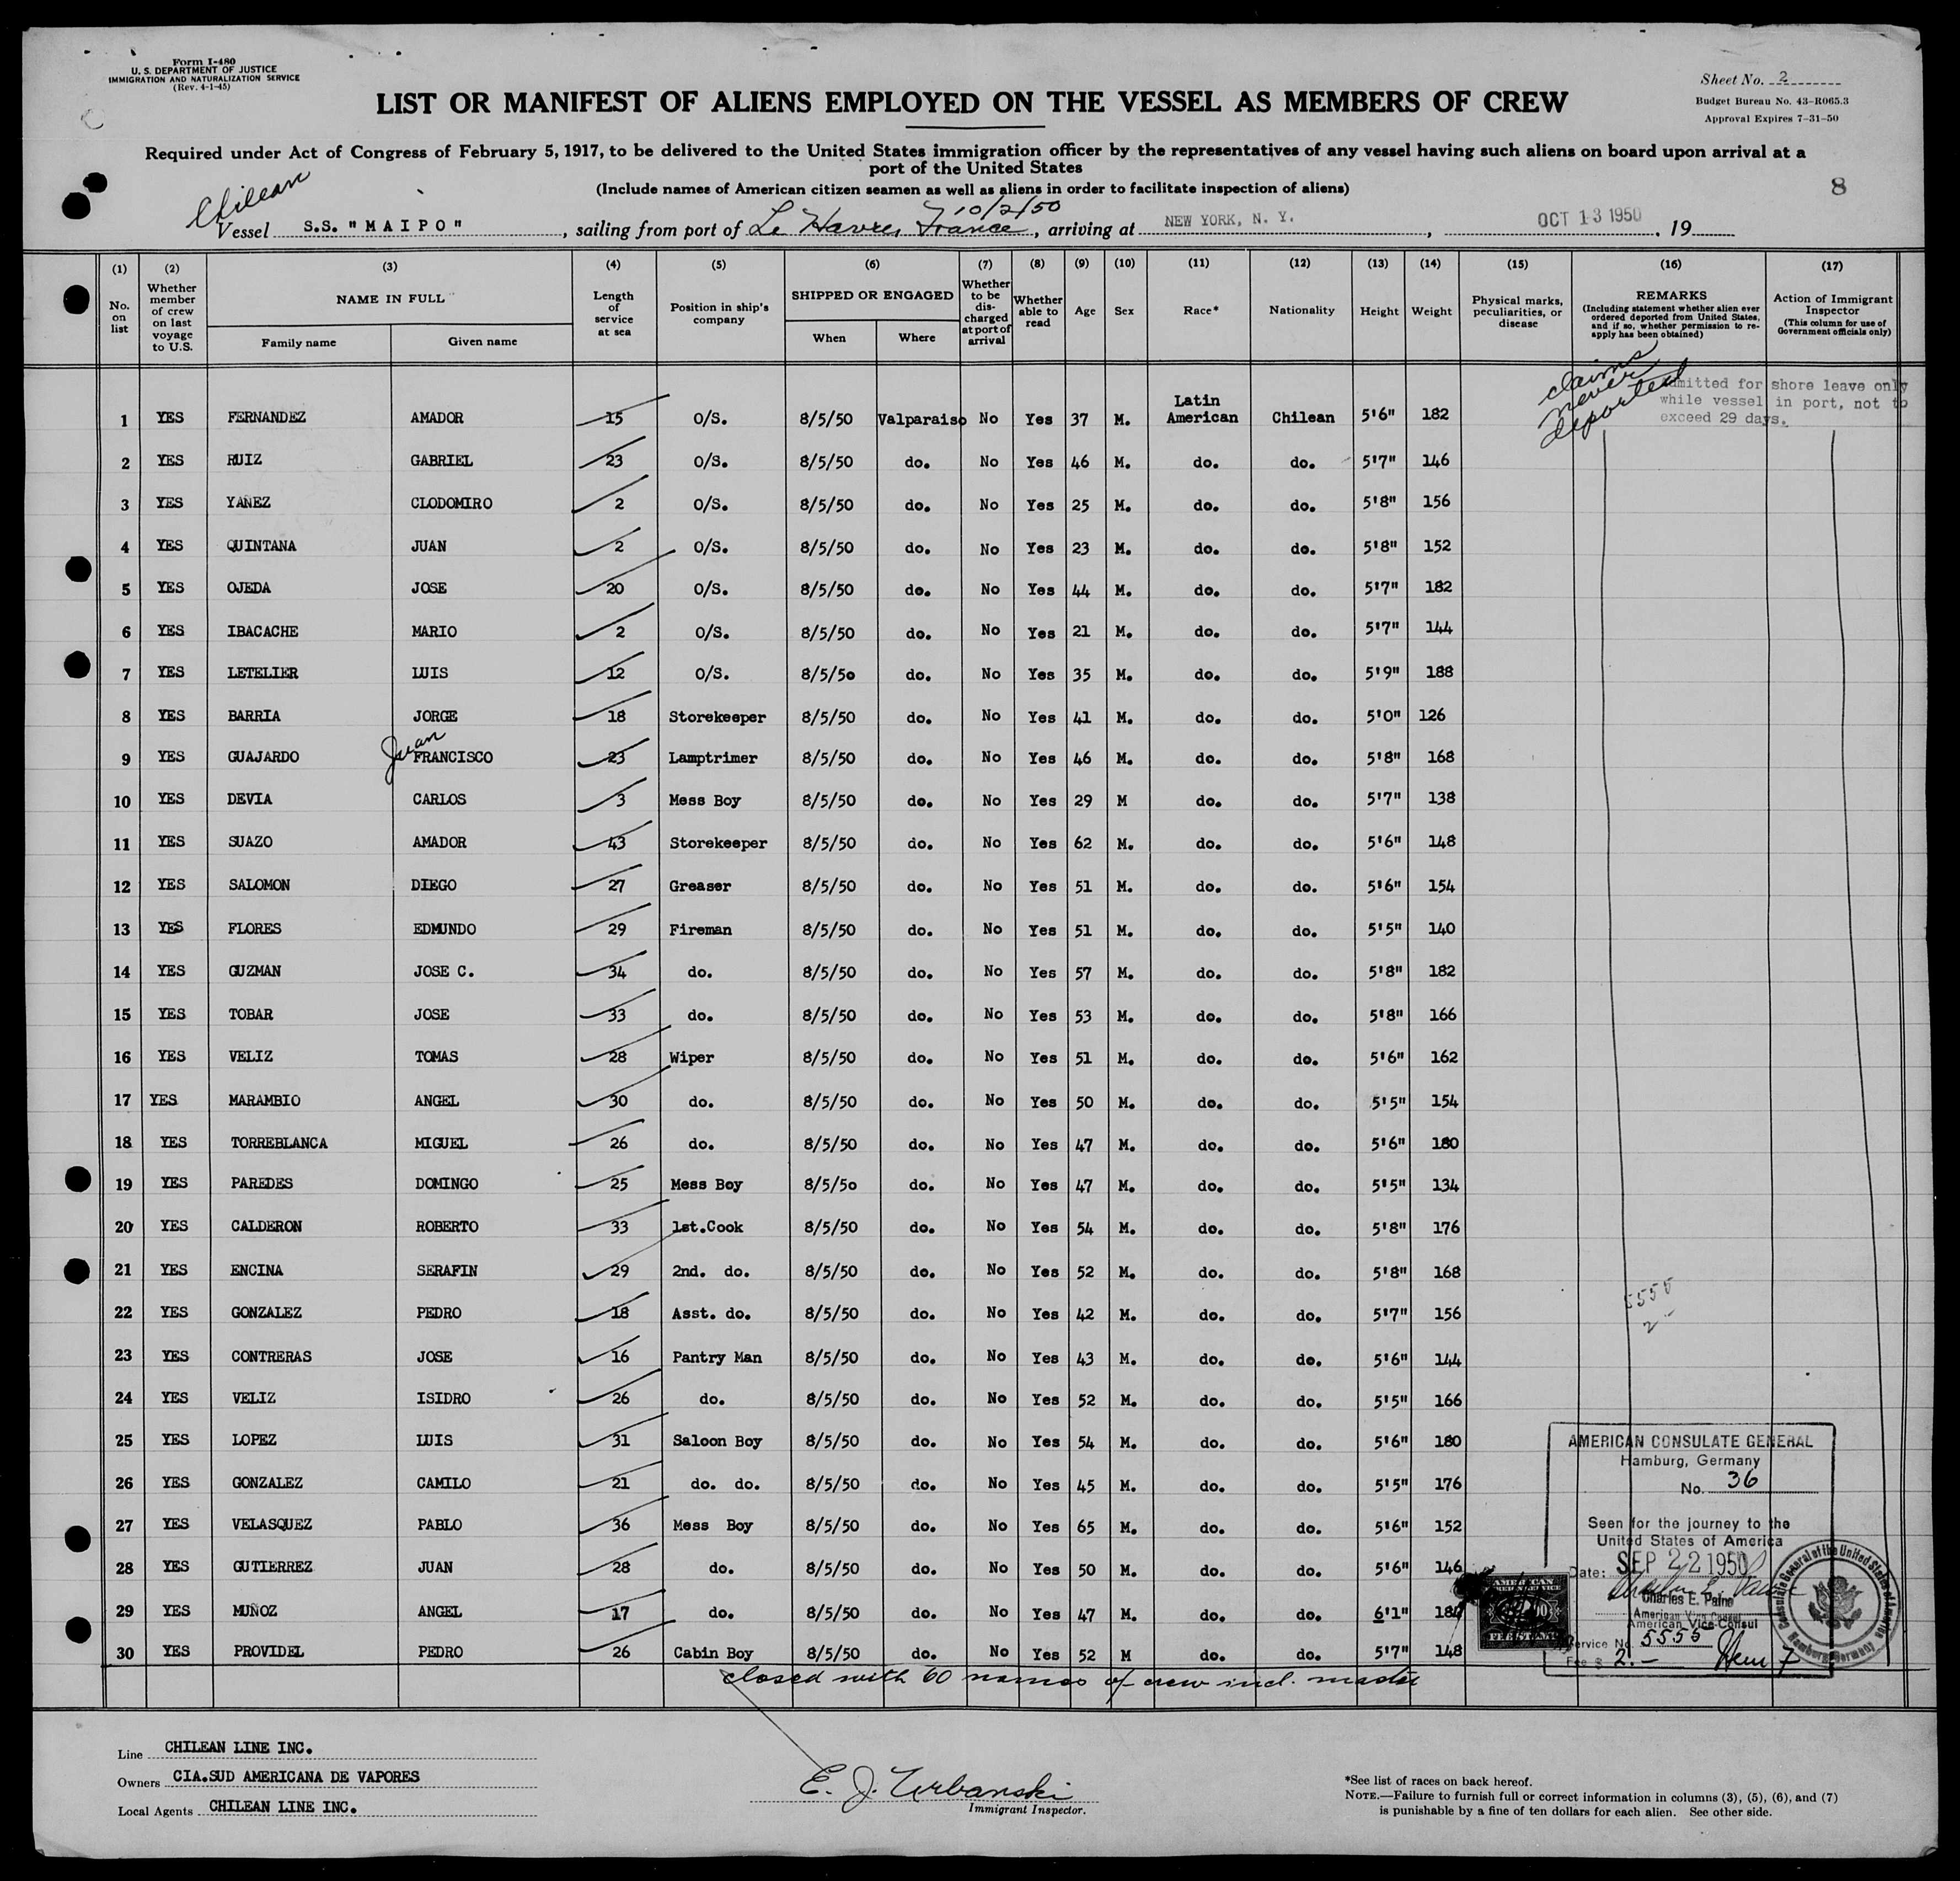 Form I-480
U. S. DEPARTMENT OF JUSTICE
IMMIGRATION AND NATURALIZATION SERVICE
(Rev. 4-1-45)
Sheet No. 2
Budget Bureau No. 43-R065.3
Approval Expires 7-31-50
LIST OR MANIFEST OF ALIENS EMPLOYED ON THE VESSEL AS MEMBERS OF CREW
Required under Act of Congress of February 5, 1917, to be delivered to the United States immigration officer by the representatives of any vessel having such aliens on board upon arrival at a
port of the United States
(Include names of American citizen seamen as well as aliens in order to facilitate inspection of aliens)
8
Chilean
10/2/50
Vessel S.S. "MAIPO", sailing from port of Le Havre, France, arriving at NEW YORK, N. Y., OCT 13 1950, 19
(1) No. on list
(2) Whether member of crew on last voyage to U.S.
(3) NAME IN FULL Family name Given name
(4) Length of service at sea
(5) Position in ship's company
(6) SHIPPED OR ENGAGED When Where
(7) Whether to be discharged at port of arrival
(8) Whether able to read
(9) Age
(10) Sex
(11) Race*
(12) Nationality
(13) Height
(14) Weight
(15) Physical marks, peculiarities, or disease
(16) REMARKS (Including statement whether alien ever ordered deported from United States, and if so, whether permission to reapply has been obtained)
(17) Action of Immigrant Inspector (This column for use of Government officials only)
claims never deported
mitted for shore leave only
while vessel in port, not to
exceed 29 days.
1 YES FERNANDEZ AMADOR 15 O/S. 8/5/50 Valparaiso No Yes 37 M. Latin American Chilean 5'6" 182
2 YES RUIZ GABRIEL 23 O/S. 8/5/50 do. No Yes 46 M. do. do. 5'7" 146
3 YES YAÑEZ CLODOMIRO 2 O/S. 8/5/50 do. No Yes 25 M. do. do. 5'8" 156
4 YES QUINTANA JUAN 2 O/S. 8/5/50 do. No Yes 23 M. do. do. 5'8" 152
5 YES OJEDA JOSE 20 O/S. 8/5/50 do. No Yes 44 M. do. do. 5'7" 182
6 YES IBACACHE MARIO 2 O/S. 8/5/50 do. No Yes 21 M. do. do. 5'7" 144
7 YES LETELIER LUIS 12 O/S. 8/5/5o do. No Yes 35 M. do. do. 5'9" 188
8 YES BARRIA JORGE 18 Storekeeper 8/5/50 do. No Yes 41 M. do. do. 5'0" 126
9 YES GUAJARDO Juan FRANCISCO 23 Lamptrimer 8/5/50 do. No Yes 46 M. do. do. 5'8" 168
10 YES DEVIA CARLOS 3 Mess Boy 8/5/50 do. No Yes 29 M do. do. 5'7" 138
11 YES SUAZO AMADOR 43 Storekeeper 8/5/50 do. No Yes 62 M. do. do. 5'6" 148
12 YES SALOMON DIEGO 27 Greaser 8/5/50 do. No Yes 51 M. do. do. 5'6" 154
13 YES FLORES EDMUNDO 29 Fireman 8/5/50 do. No Yes 51 M. do. do. 5'5" 140
14 YES GUZMAN JOSE C. 34 do. 8/5/50 do. No Yes 57 M. do. do. 5'8" 182
15 YES TOBAR JOSE 33 do. 8/5/50 do. No Yes 53 M. do. do. 5'8" 166
16 YES VELIZ TOMAS 28 Wiper 8/5/50 do. No Yes 51 M. do. do. 5'6" 162
17 YES MARAMBIO ANGEL 30 do. 8/5/50 do. No Yes 50 M. do. do. 5'5" 154
18 YES TORREBLANCA MIGUEL 26 do. 8/5/50 do. No Yes 47 M. do. do. 5'6" 180
19 YES PAREDES DOMINGO 25 Mess Boy 8/5/5o do. No Yes 47 M. do. do. 5'5" 134
20 YES CALDERON ROBERTO 33 1st.Cook 8/5/50 do. No Yes 54 M. do. do. 5'8" 176
21 YES ENCINA SERAFIN 29 2nd. do. 8/5/50 do. No Yes 52 M. do. do. 5'8" 168
22 YES GONZALEZ PEDRO 18 Asst. do. 8/5/50 do. No Yes 42 M. do. do. 5'7" 156
23 YES CONTRERAS JOSE 16 Pantry Man 8/5/50 do. No Yes 43 M. do. do. 5'6" 144
24 YES VELIZ ISIDRO 26 do. 8/5/50 do. No Yes 52 M. do. do. 5'5" 166
25 YES LOPEZ LUIS 31 Saloon Boy 8/5/50 do. No Yes 54 M. do. do. 5'6" 180
26 YES GONZALEZ CAMILO 21 do. do. 8/5/50 do. No Yes 45 M. do. do. 5'5" 176
27 YES VELASQUEZ PABLO 36 Mess Boy 8/5/50 do. No Yes 65 M. do. do. 5'6" 152
28 YES GUTIERREZ JUAN 28 do. 8/5/50 do. No Yes 50 M. do. do. 5'6" 146
29 YES MUÑOZ ANGEL 17 do. 8/5/50 do. No Yes 47 M. do. do. 6'1"
30 YES PROVIDEL PEDRO 26 Cabin Boy 8/5/50 do. No Yes 52 M do. do. 5'7" 148
5555
2-
AMERICAN CONSULATE GENERAL
Hamburg, Germany
No. 36
Seen for the journey to the
United States of America
Date: SEP 22 1950
Charles E. Paine
American Vice Consul
American Vice Consul
Service No. 5555
Fee $ 2.- Item 7
Consulate General of the United States of America
Hamburg Germany
AMERICAN
closed with 60 names of crew incl. master
Line CHILEAN LINE INC.
Owners CIA.SUD AMERICANA DE VAPORES
Local Agents CHILEAN LINE INC.
E. J. Urbanski
Immigrant Inspector.
*See list of races on back hereof.
NOTE.—Failure to furnish full or correct information in columns (3), (5), (6), and (7)
is punishable by a fine of ten dollars for each alien. See other side.